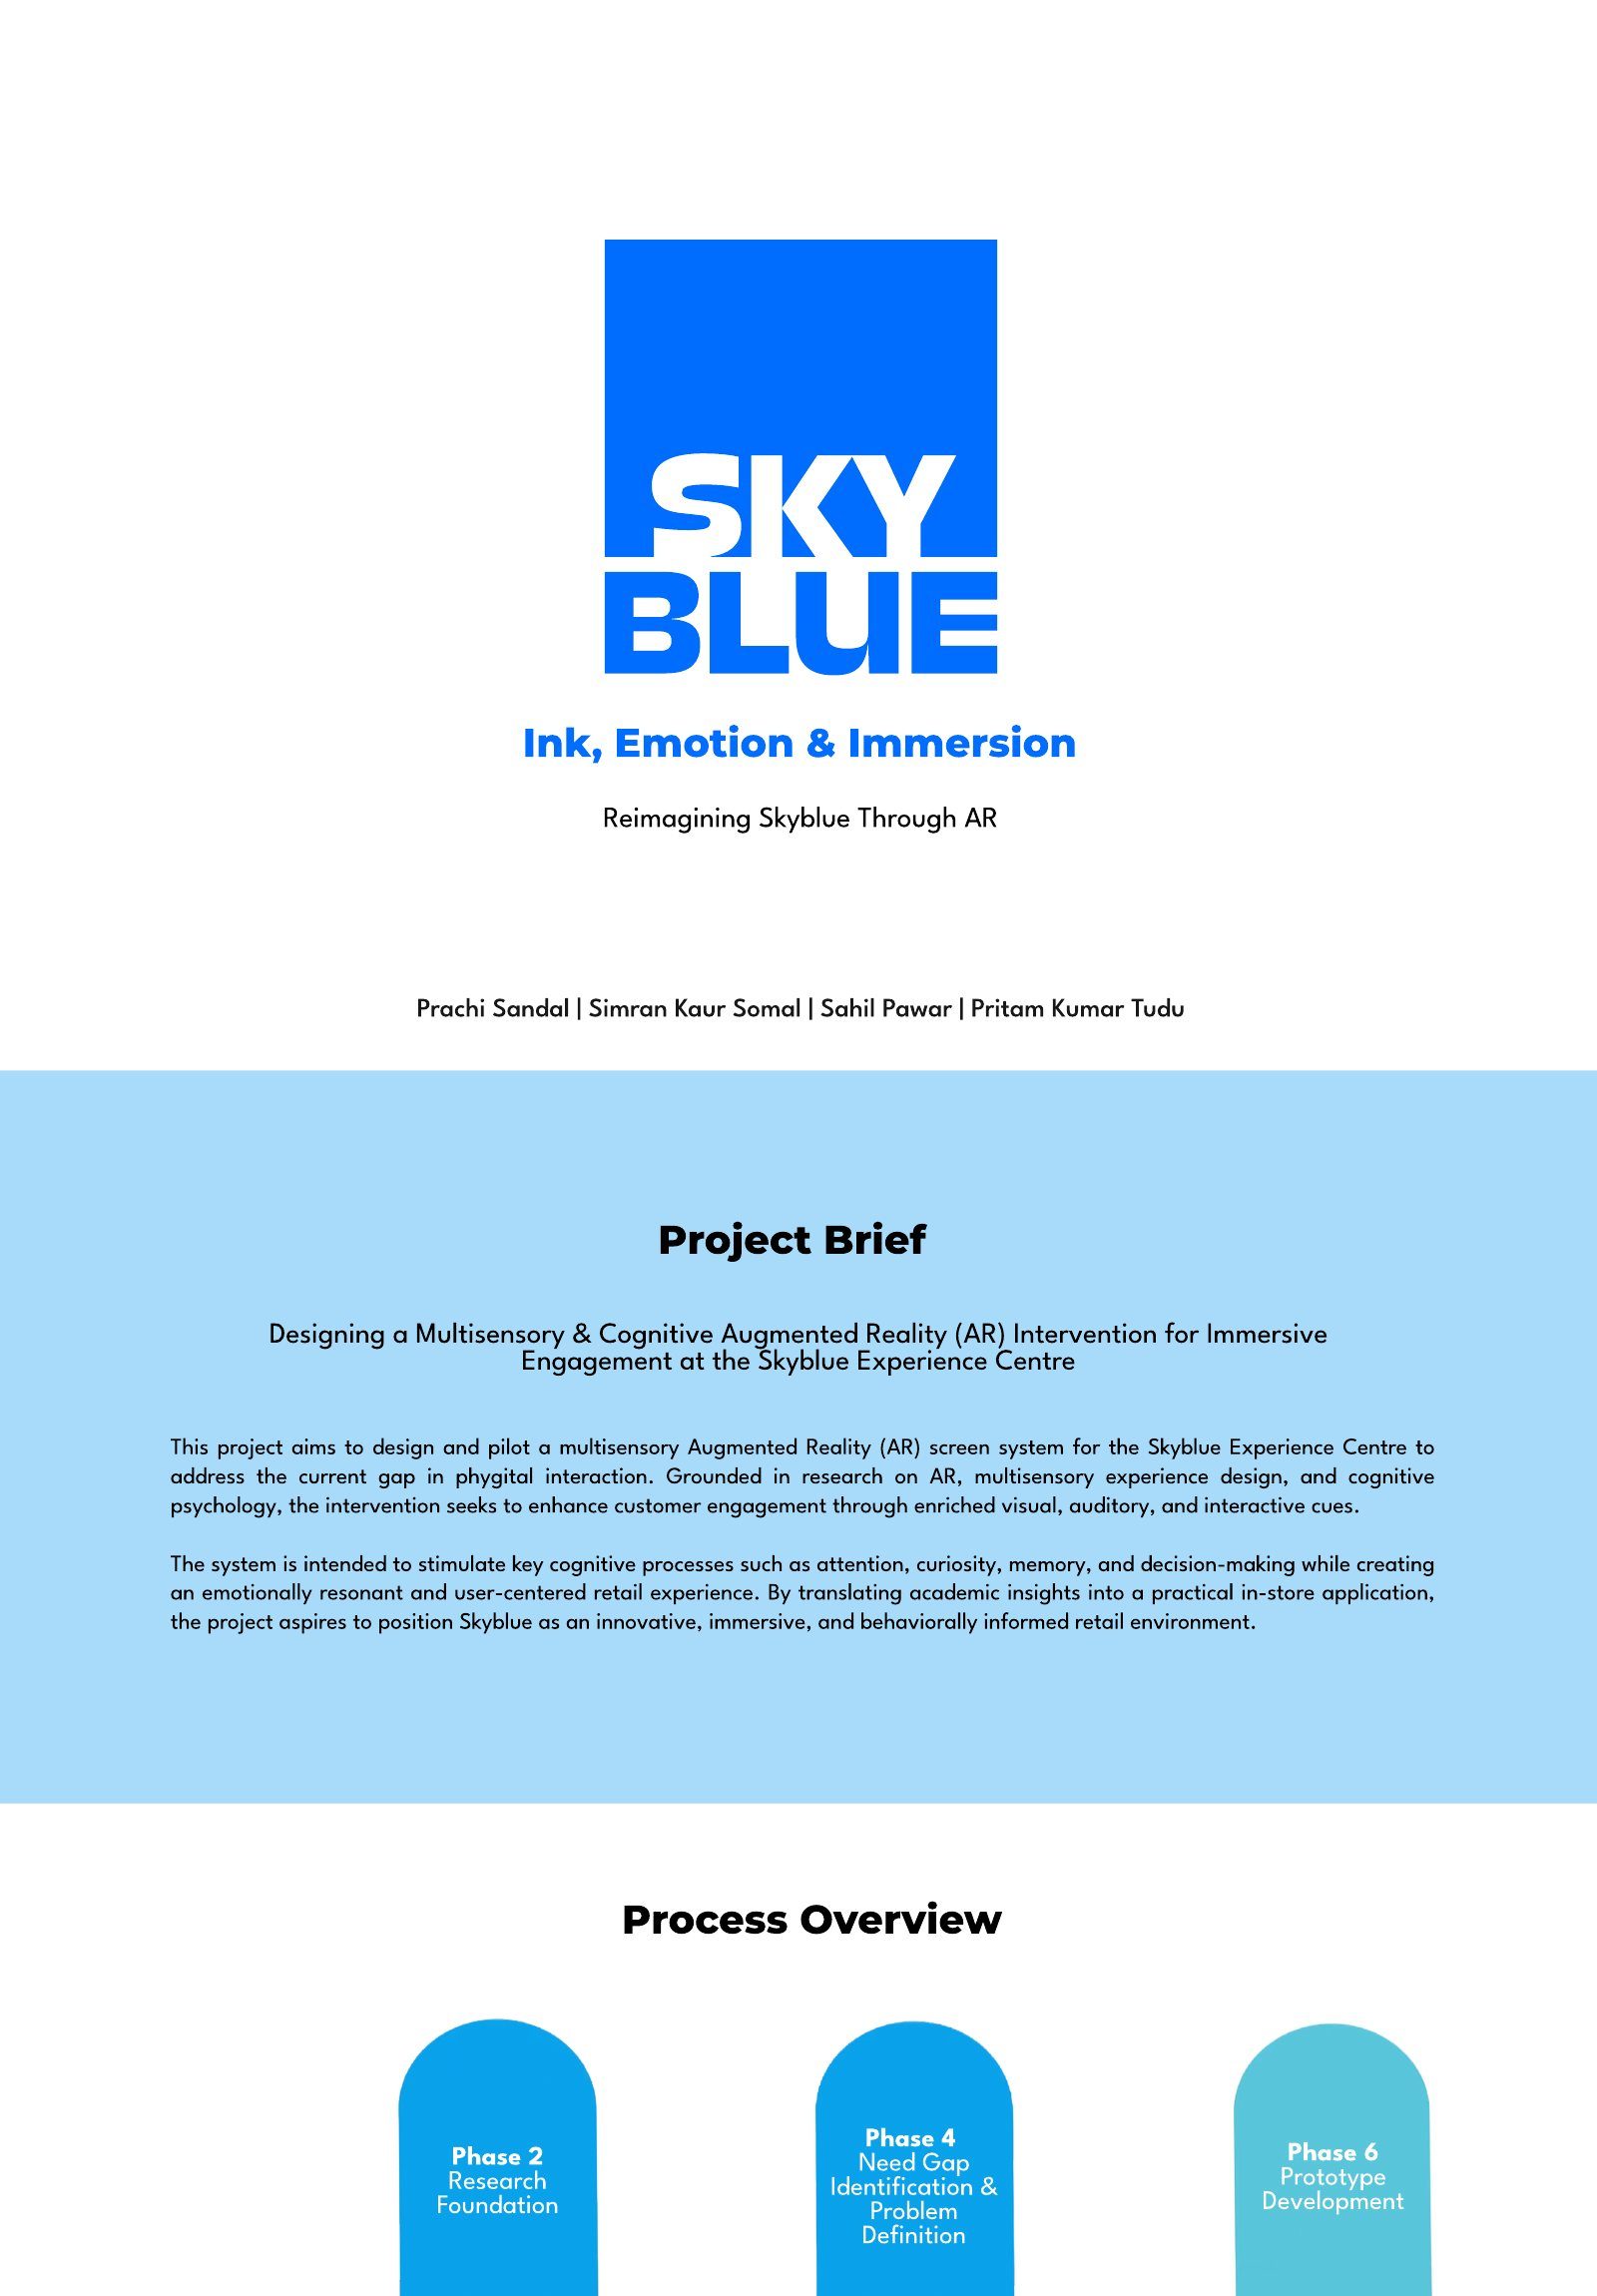 SKY
BLUE
Ink, Emotion & Immersion
Reimagining Skyblue Through AR
Prachi Sandal | Simran Kaur Somal | Sahil Pawar | Pritam Kumar Tudu
Project Brief
Designing a Multisensory & Cognitive Augmented Reality (AR) Intervention for Immersive
Engagement at the Skyblue Experience Centre
This project aims to design and pilot a multisensory Augmented Reality (AR) screen system for the Skyblue Experience Centre to
address the current gap in phygital interaction. Grounded in research on AR, multisensory experience design, and cognitive
psychology, the intervention seeks to enhance customer engagement through enriched visual, auditory, and interactive cues.
The system is intended to stimulate key cognitive processes such as attention, curiosity, memory, and decision-making while creating
an emotionally resonant and user-centered retail experience. By translating academic insights into a practical in-store application,
the project aspires to position Skyblue as an innovative, immersive, and behaviorally informed retail environment.
Process Overview
Phase 2
Research
Foundation
Phase 4
Need Gap
Identification &
Problem
Definition
Phase 6
Prototype
Development